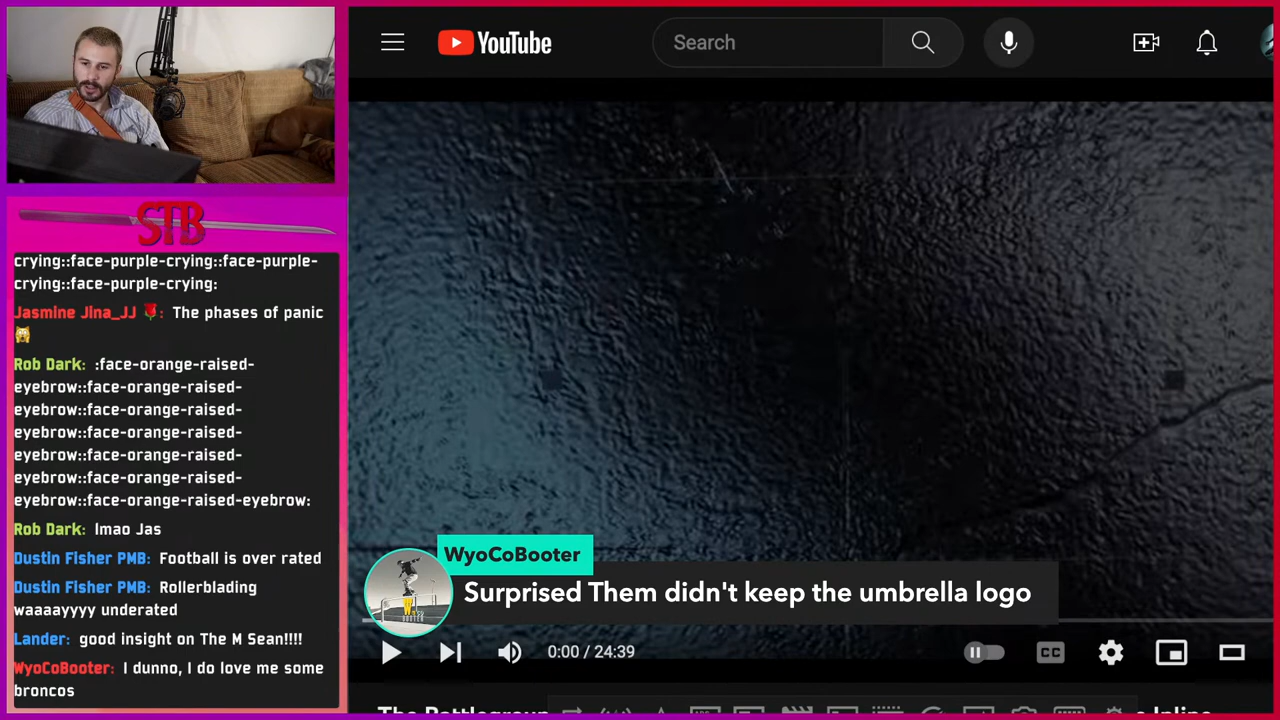 YouTube
Search
STB
crying::face-purple-crying::face-purple-
crying::face-purple-crying:
Jasmine Jina_JJ 🌹: The phases of panic
🙀
Rob Dark: :face-orange-raised-
eyebrow::face-orange-raised-
eyebrow::face-orange-raised-
eyebrow::face-orange-raised-
eyebrow::face-orange-raised-
eyebrow::face-orange-raised-
eyebrow::face-orange-raised-eyebrow:
Rob Dark: lmao Jas
Dustin Fisher PMB: Football is over rated
Dustin Fisher PMB: Rollerblading
waaaayyyy underated
Lander: good insight on The M Sean!!!!
WyoCoBooter: I dunno, I do love me some
broncos
WyoCoBooter
Surprised Them didn't keep the umbrella logo
0:00 / 24:39
CC